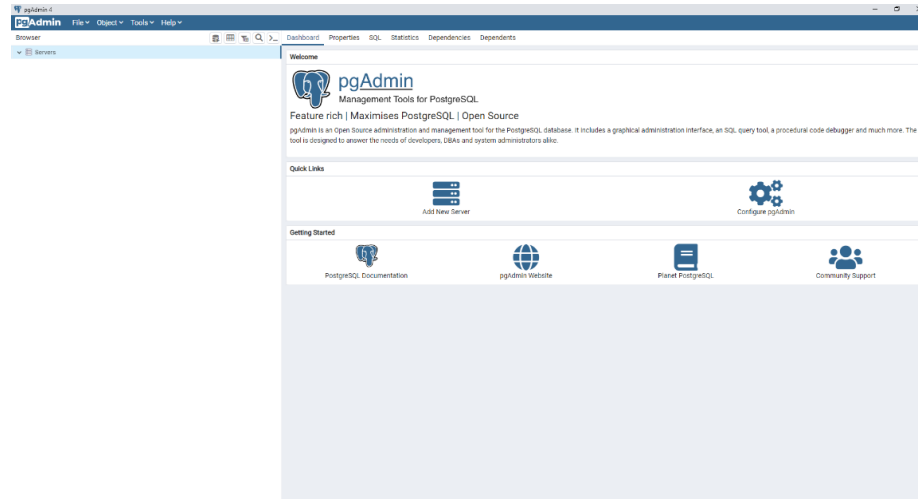 pgAdmin 4
pgAdmin File Object Tools Help
Browser
Dashboard Properties SQL Statistics Dependencies Dependents
Servers
Welcome
pgAdmin
Management Tools for PostgreSQL
Feature rich | Maximises PostgreSQL | Open Source
pgAdmin is an Open Source administration and management tool for the PostgreSQL database. It includes a graphical administration interface, an SQL query tool, a procedural code debugger and much more. The
tool is designed to answer the needs of developers, DBAs and system administrators alike.
Quick Links
Add New Server Configure pgAdmin
Getting Started
PostgreSQL Documentation pgAdmin Website Planet PostgreSQL Community Support